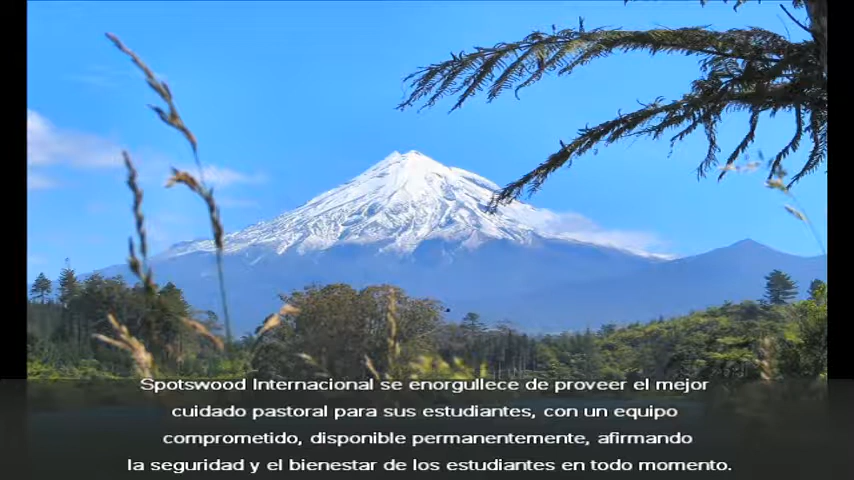 Spotswood Internacional se enorgullece de proveer el mejor
cuidado pastoral para sus estudiantes, con un equipo
comprometido, disponible permanentemente, afirmando
la seguridad y el bienestar de los estudiantes en todo momento.